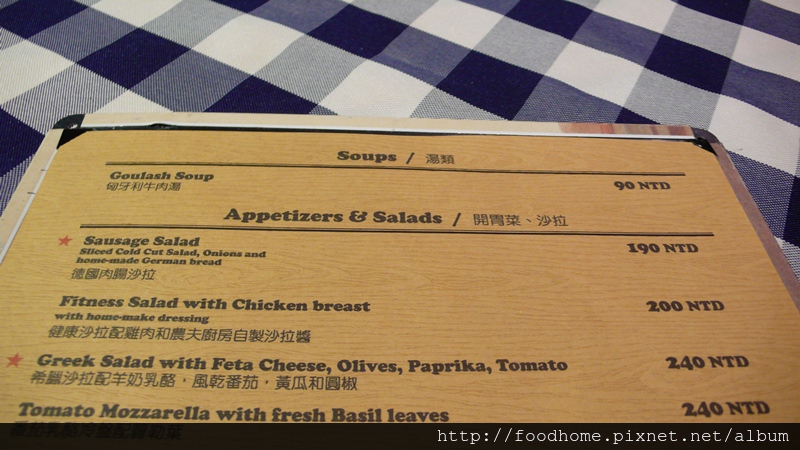 Soups / 湯類
Goulash Soup 90 NTD
匈牙利牛肉湯
Appetizers & Salads / 開胃菜、沙拉
★ Sausage Salad 190 NTD
Sliced Cold Cut Salad, Onions and
home-made German bread
德國肉腸沙拉
Fitness Salad with Chicken breast 200 NTD
with home-make dressing
健康沙拉配雞肉和農夫廚房自製沙拉醬
★ Greek Salad with Feta Cheese, Olives, Paprika, Tomato 240 NTD
希臘沙拉配羊奶乳酪，風乾番茄，黃瓜和圓椒
Tomato Mozzarella with fresh Basil leaves 240 NTD
http://foodhome.pixnet.net/album